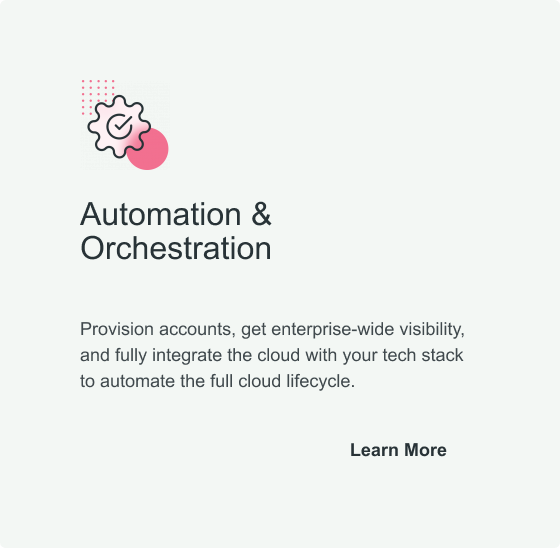 Automation &
Orchestration
Provision accounts, get enterprise-wide visibility,
and fully integrate the cloud with your tech stack
to automate the full cloud lifecycle.
Learn More